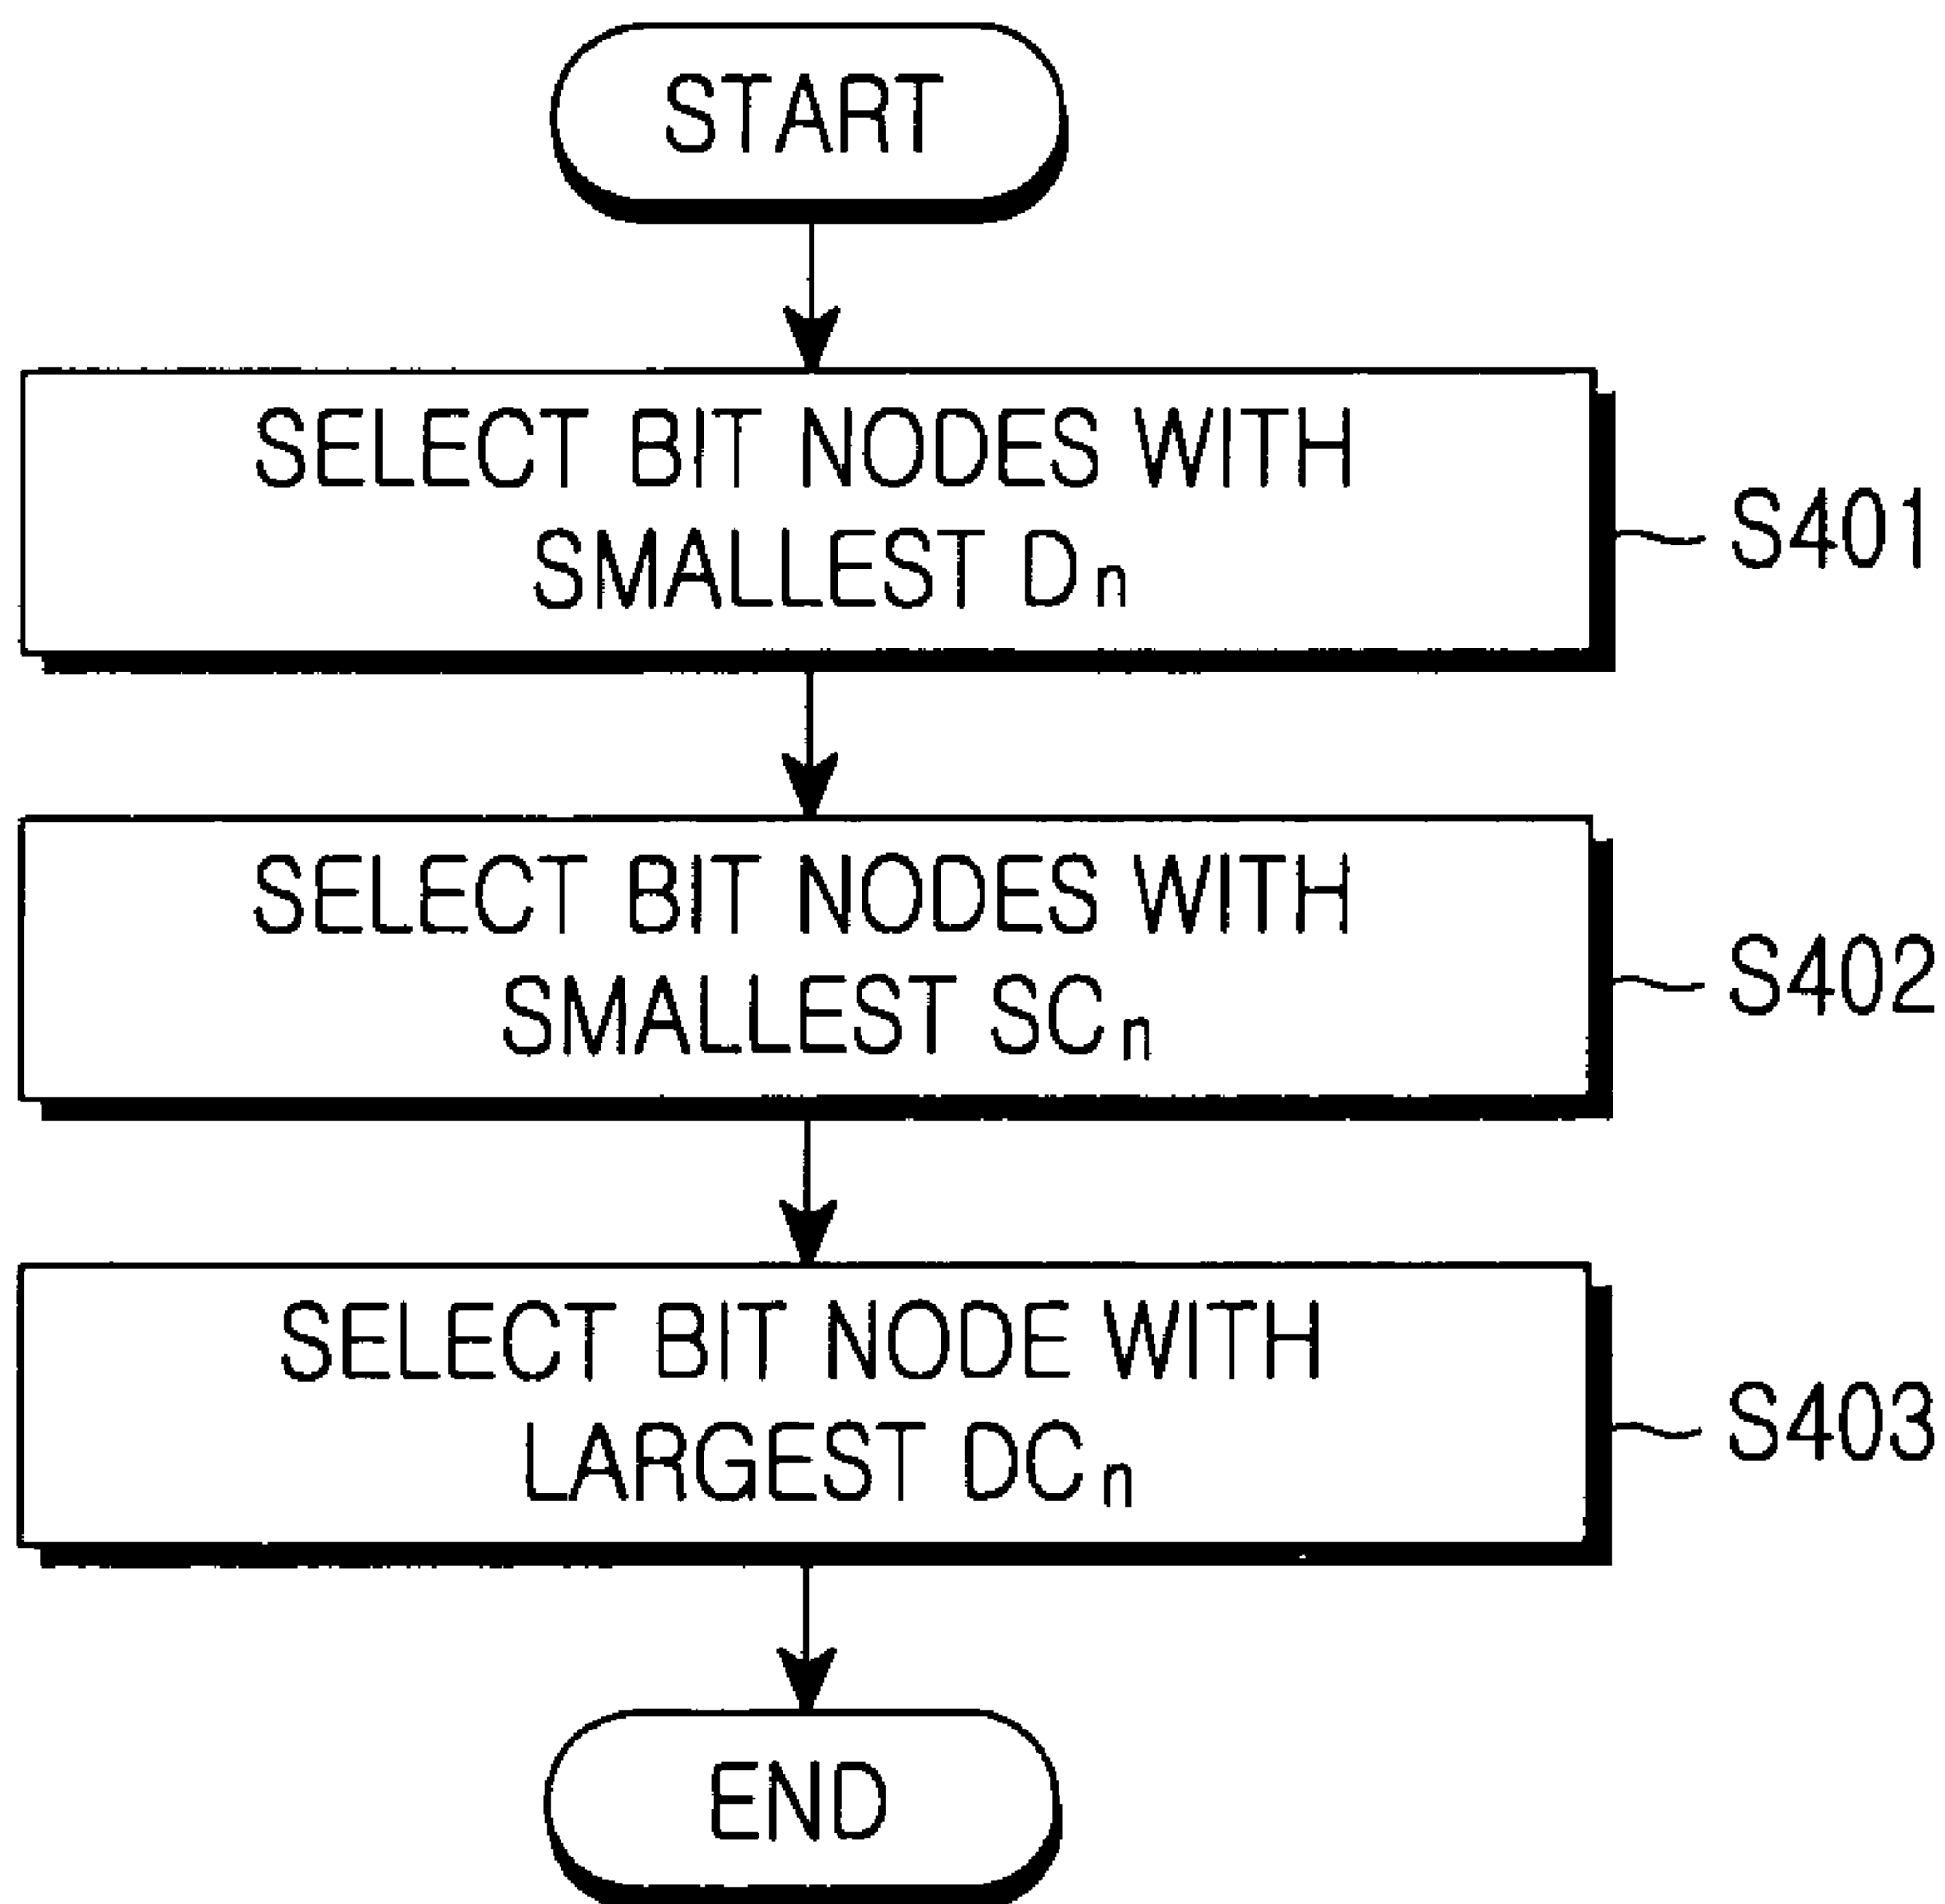 START
SELECT BIT NODES WITH
SMALLEST Dn
S401
SELECT BIT NODES WITH
SMALLEST SCn
S402
SELECT BIT NODE WITH
LARGEST DCn
S403
END